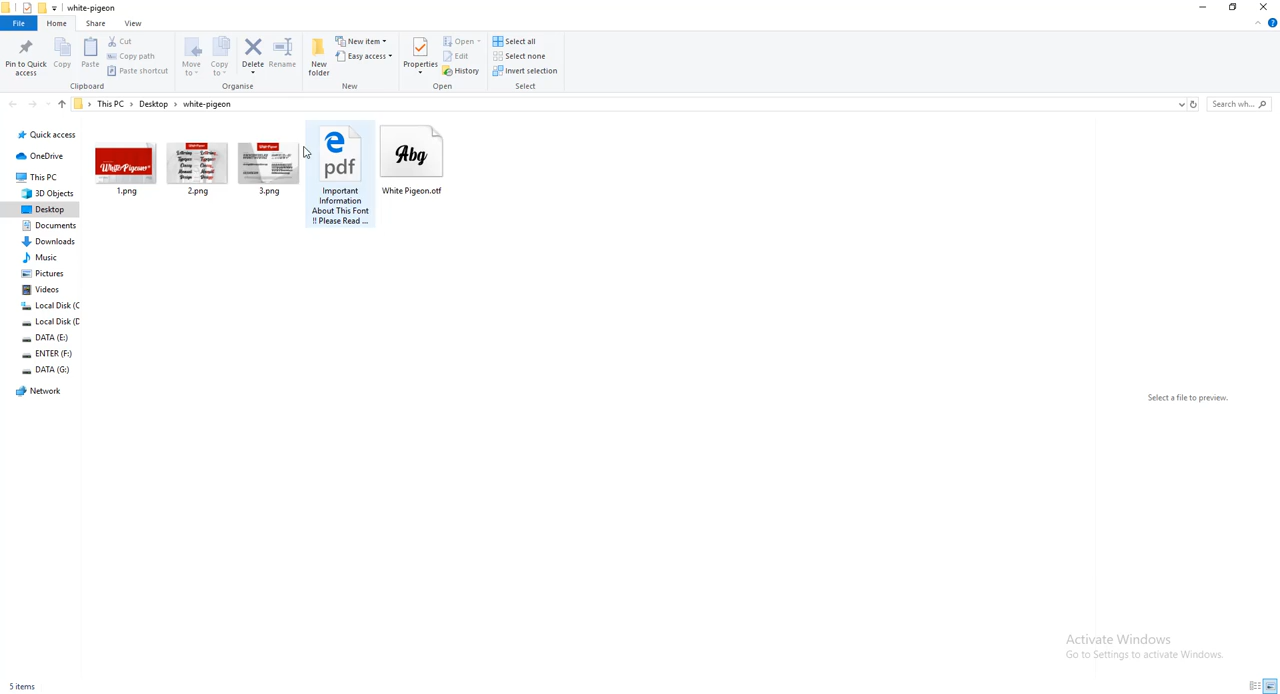 white-pigeon
File
Home
Share
View
Pin to Quick
access
Copy
Paste
Cut
Copy path
Paste shortcut
Clipboard
Move
to
Copy
to
Delete
Rename
Organise
New
folder
New item
Easy access
New
Properties
Open
Edit
History
Open
Select all
Select none
Invert selection
Select
This PC
Desktop
white-pigeon
Search wh...
Quick access
OneDrive
This PC
3D Objects
Desktop
Documents
Downloads
Music
Pictures
Videos
Local Disk (C
Local Disk (D
DATA (E:)
ENTER (F:)
DATA (G:)
Network
WhitePigeon
1.png
2.png
3.png
pdf
Important
Information
About This Font
!! Please Read ...
Abg
White Pigeon.otf
Select a file to preview.
Activate Windows
Go to Settings to activate Windows.
5 items